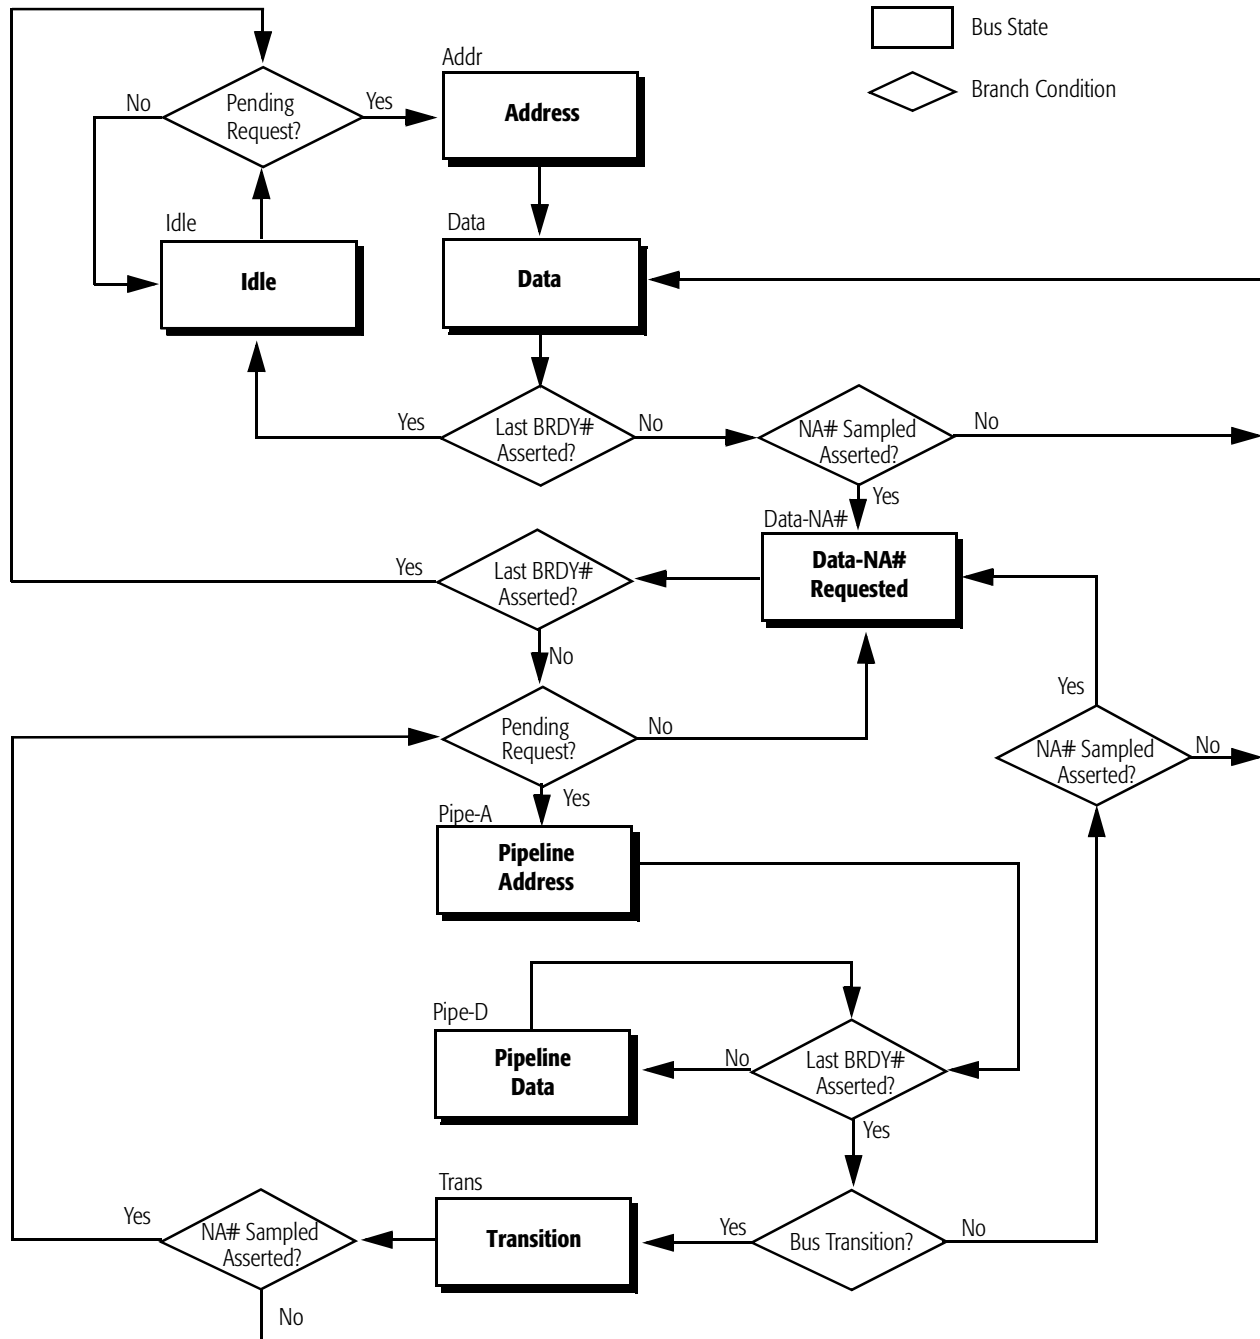 Bus State
Branch Condition
Addr
Address
No
Pending
Request?
Yes
Idle
Idle
Data
Data
Yes
Last BRDY#
Asserted?
No
NA# Sampled
Asserted?
No
Yes
Data-NA#
Data-NA#
Requested
Yes
Last BRDY#
Asserted?
No
Pending
Request?
No
Yes
Yes
NA# Sampled
Asserted?
No
Pipe-A
Pipeline
Address
Pipe-D
Pipeline
Data
No
Last BRDY#
Asserted?
Yes
Trans
Transition
Yes
Bus Transition?
No
Yes
NA# Sampled
Asserted?
No